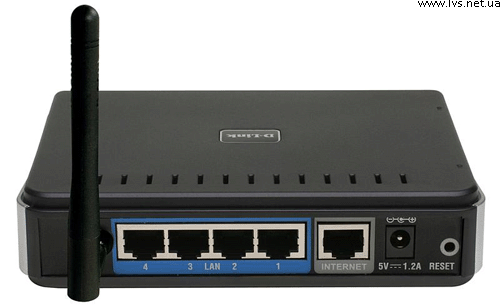 www.lvs.net.ua
D-Link
4 3 LAN 2 1 INTERNET 5V⎓1.2A RESET